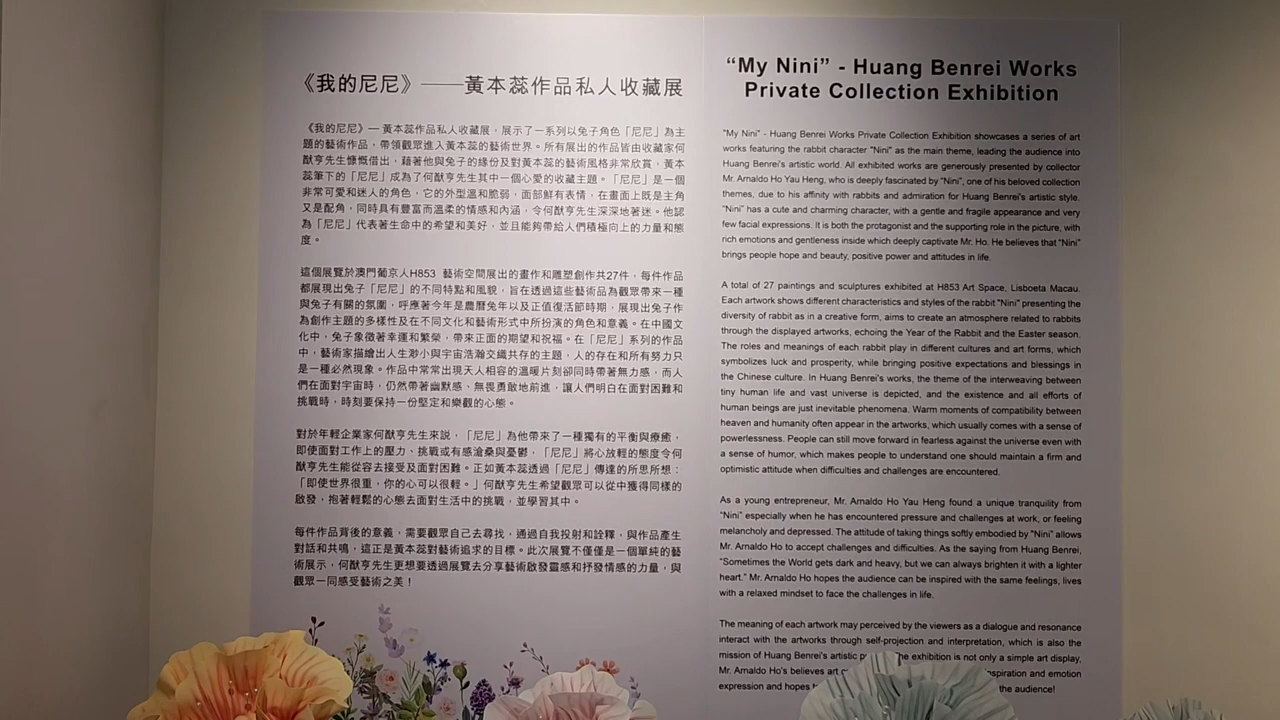 《我的尼尼》——黃本蕊作品私人收藏展
《我的尼尼》— 黃本蕊作品私人收藏展，展示了一系列以兔子角色「尼尼」為主
題的藝術作品，帶領觀眾進入黃本蕊的藝術世界。所有展出的作品皆由收藏家何
猷亨先生慷慨借出，藉著他與兔子的緣份及對黃本蕊的藝術風格非常欣賞，黃本
蕊筆下的「尼尼」成為了何猷亨先生其中一個心愛的收藏主題。「尼尼」是一個
非常可愛和迷人的角色，它的外型溫和脆弱，面部鮮有表情，在畫面上既是主角
又是配角，同時具有豐富而溫柔的情感和內涵，令何猷亨先生深深地著迷。他認
為「尼尼」代表著生命中的希望和美好，並且能夠帶給人們積極向上的力量和態
度。
這個展覽於澳門葡京人H853 藝術空間展出的畫作和雕塑創作共27件，每件作品
都展現出兔子「尼尼」的不同特點和風貌，旨在透過這些藝術品為觀眾帶來一種
與兔子有關的氛圍，呼應著今年是農曆兔年以及正值復活節時期，展現出兔子作
為創作主題的多樣性及在不同文化和藝術形式中所扮演的角色和意義。在中國文
化中，兔子象徵著幸運和繁榮，帶來正面的期望和祝福。在「尼尼」系列的作品
中，藝術家描繪出人生渺小與宇宙浩瀚交織共存的主題，人的存在和所有努力只
是一種必然現象。作品中常常出現天人相容的溫暖片刻卻同時帶著無力感，而人
們在面對宇宙時，仍然帶著幽默感、無畏勇敢地前進，讓人們明白在面對困難和
挑戰時，時刻要保持一份堅定和樂觀的心態。
對於年輕企業家何猷亨先生來説，「尼尼」為他帶來了一種獨有的平衡與療癒，
即使面對工作上的壓力、挑戰或有感滄桑與憂鬱，「尼尼」將心放輕的態度令何
猷亨先生能從容去接受及面對困難。正如黃本蕊透過「尼尼」傳達的所思所想：
「即使世界很重，你的心可以很輕。」何猷亨先生希望觀眾可以從中獲得同樣的
啟發，抱著輕鬆的心態去面對生活中的挑戰，並學習其中。
每件作品背後的意義，需要觀眾自己去尋找，通過自我投射和詮釋，與作品產生
對話和共鳴，這正是黃本蕊對藝術追求的目標。此次展覽不僅僅是一個單純的藝
術展示，何猷亨先生更想要透過展覽去分享藝術啟發靈感和抒發情感的力量，與
觀眾一同感受藝術之美！
“My Nini” - Huang Benrei Works
Private Collection Exhibition
"My Nini" - Huang Benrei Works Private Collection Exhibition showcases a series of art
works featuring the rabbit character "Nini" as the main theme, leading the audience into
Huang Benrei's artistic world. All exhibited works are generously presented by collector
Mr. Arnaldo Ho Yau Heng, who is deeply fascinated by "Nini", one of his beloved collection
themes, due to his affinity with rabbits and admiration for Huang Benrei's artistic style.
"Nini" has a cute and charming character, with a gentle and fragile appearance and very
few facial expressions. It is both the protagonist and the supporting role in the picture, with
rich emotions and gentleness inside which deeply captivate Mr. Ho. He believes that "Nini"
brings people hope and beauty, positive power and attitudes in life.
A total of 27 paintings and sculptures exhibited at H853 Art Space, Lisboeta Macau.
Each artwork shows different characteristics and styles of the rabbit "Nini" presenting the
diversity of rabbit as in a creative form, aims to create an atmosphere related to rabbits
through the displayed artworks, echoing the Year of the Rabbit and the Easter season.
The roles and meanings of each rabbit play in different cultures and art forms, which
symbolizes luck and prosperity, while bringing positive expectations and blessings in
the Chinese culture. In Huang Benrei's works, the theme of the interweaving between
tiny human life and vast universe is depicted, and the existence and all efforts of
human beings are just inevitable phenomena. Warm moments of compatibility between
heaven and humanity often appear in the artworks, which usually comes with a sense of
powerlessness. People can still move forward in fearless against the universe even with
a sense of humor, which makes people to understand one should maintain a firm and
optimistic attitude when difficulties and challenges are encountered.
As a young entrepreneur, Mr. Arnaldo Ho Yau Heng found a unique tranquility from
"Nini" especially when he has encountered pressure and challenges at work, or feeling
melancholy and depressed. The attitude of taking things softly embodied by "Nini" allows
Mr. Arnaldo Ho to accept challenges and difficulties. As the saying from Huang Benrei,
"Sometimes the World gets dark and heavy, but we can always brighten it with a lighter
heart." Mr. Arnaldo Ho hopes the audience can be inspired with the same feelings, lives
with a relaxed mindset to face the challenges in life.
The meaning of each artwork may perceived by the viewers as a dialogue and resonance
interact with the artworks through self-projection and interpretation, which is also the
mission of Huang Benrei's artistic exhibition is not only a simple art display,
Mr. Arnaldo Ho's believes art and emotion
expression and hopes the audience!